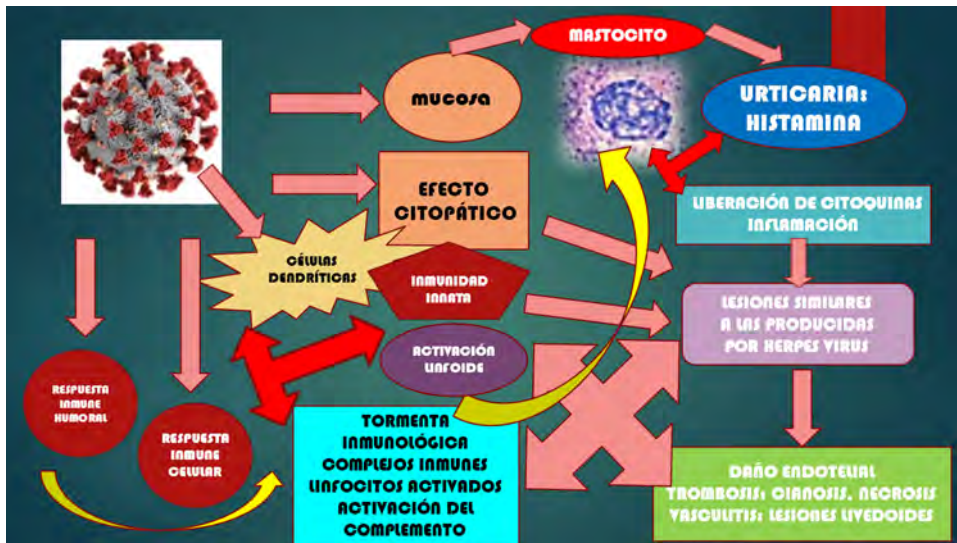 MASTOCITO
MUCOSA
URTICARIA:
HISTAMINA
EFECTO
CITOPÁTICO
LIBERACIÓN DE CITOQUINAS
INFLAMACIÓN
CÉLULAS
DENDRÍTICAS
INMUNIDAD
INNATA
LESIONES SIMILARES
A LAS PRODUCIDAS
POR HERPES VIRUS
ACTIVACIÓN
LINFOIDE
RESPUESTA
INMUNE
HUMORAL
RESPUESTA
INMUNE
CELULAR
TORMENTA
INMUNOLÓGICA
COMPLEJOS INMUNES
LINFOCITOS ACTIVADOS
ACTIVACIÓN DEL
COMPLEMENTO
DAÑO ENDOTELIAL
TROMBOSIS: CIANOSIS. NECROSIS
VASCULITIS: LESIONES LIVEDOIDES